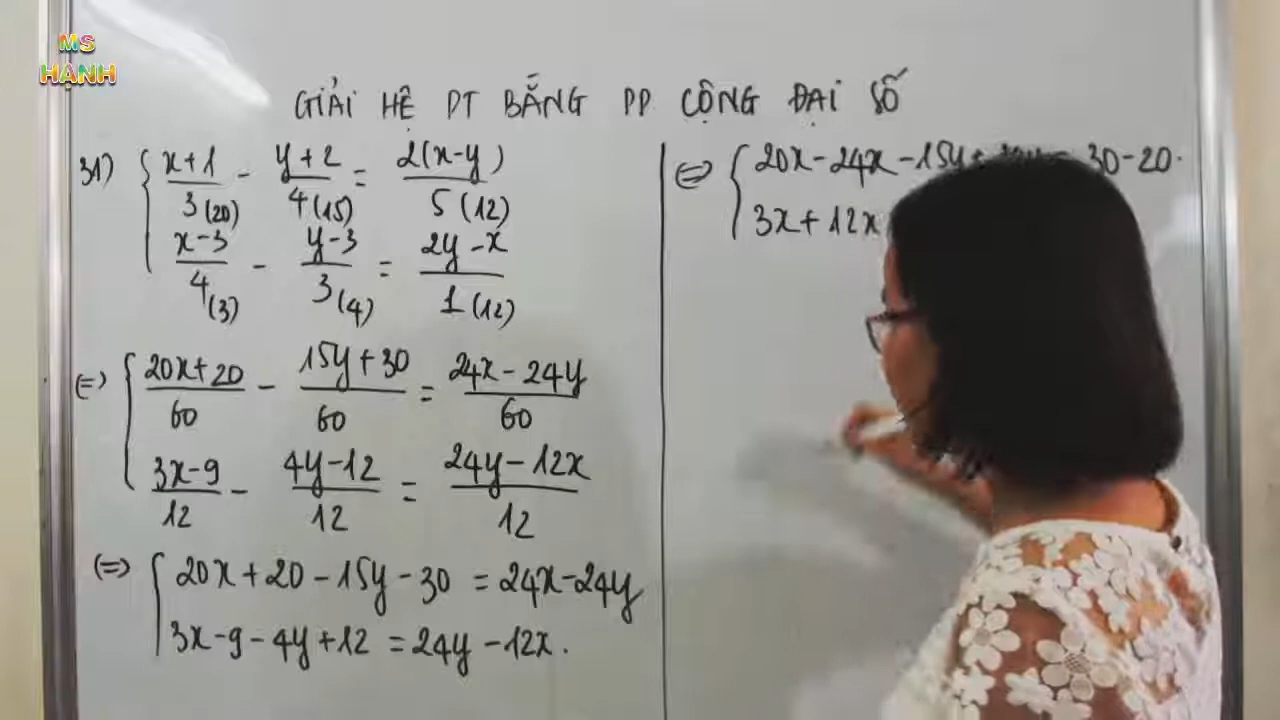 MS
HẠNH
GIẢI HỆ PT BẰNG PP CỘNG ĐẠI SỐ
31) { (x+1)/3(20) - (y+2)/4(15) = 2(x-y)/5(12)
(x-3)/4(3) - (y-3)/3(4) = (2y-x)/1(12)
(=) { (20x+20)/60 - (15y+30)/60 = (24x-24y)/60
(3x-9)/12 - (4y-12)/12 = (24y-12x)/12
(=) { 20x+20-15y-30 = 24x-24y
3x-9-4y+12 = 24y-12x.
(=) { 20x-24x-15y+ 30-20.
3x+12x